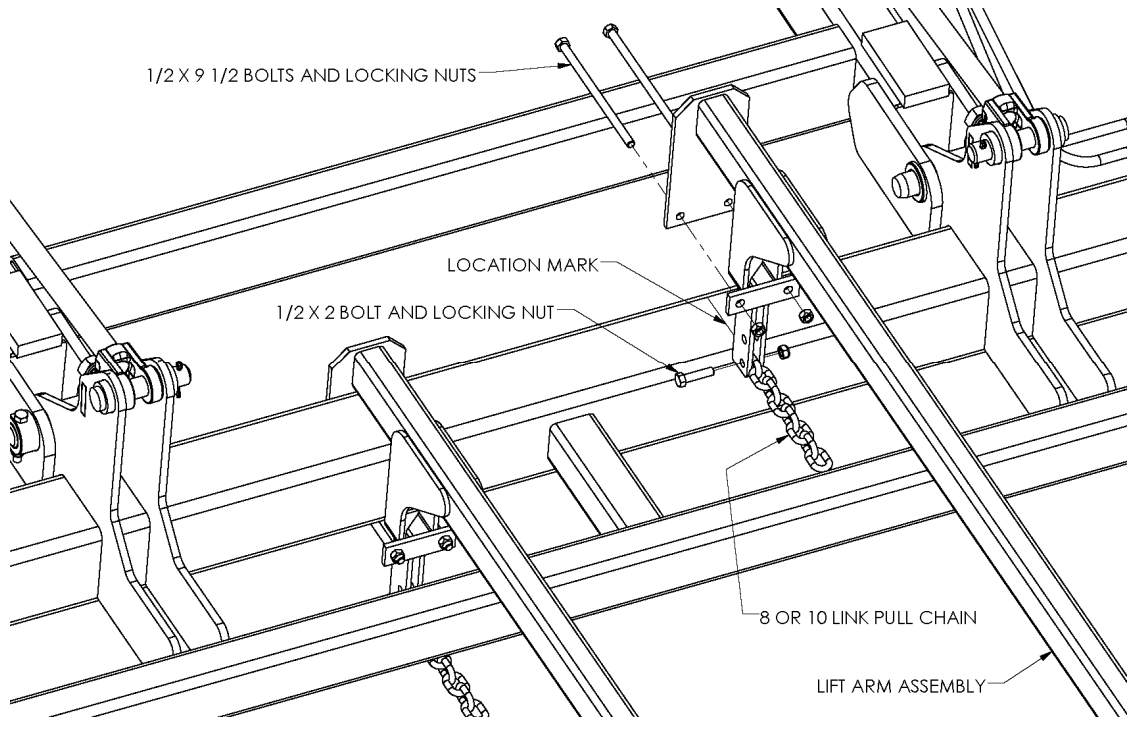 1/2 X 9 1/2 BOLTS AND LOCKING NUTS
LOCATION MARK
1/2 X 2 BOLT AND LOCKING NUT
8 OR 10 LINK PULL CHAIN
LIFT ARM ASSEMBLY